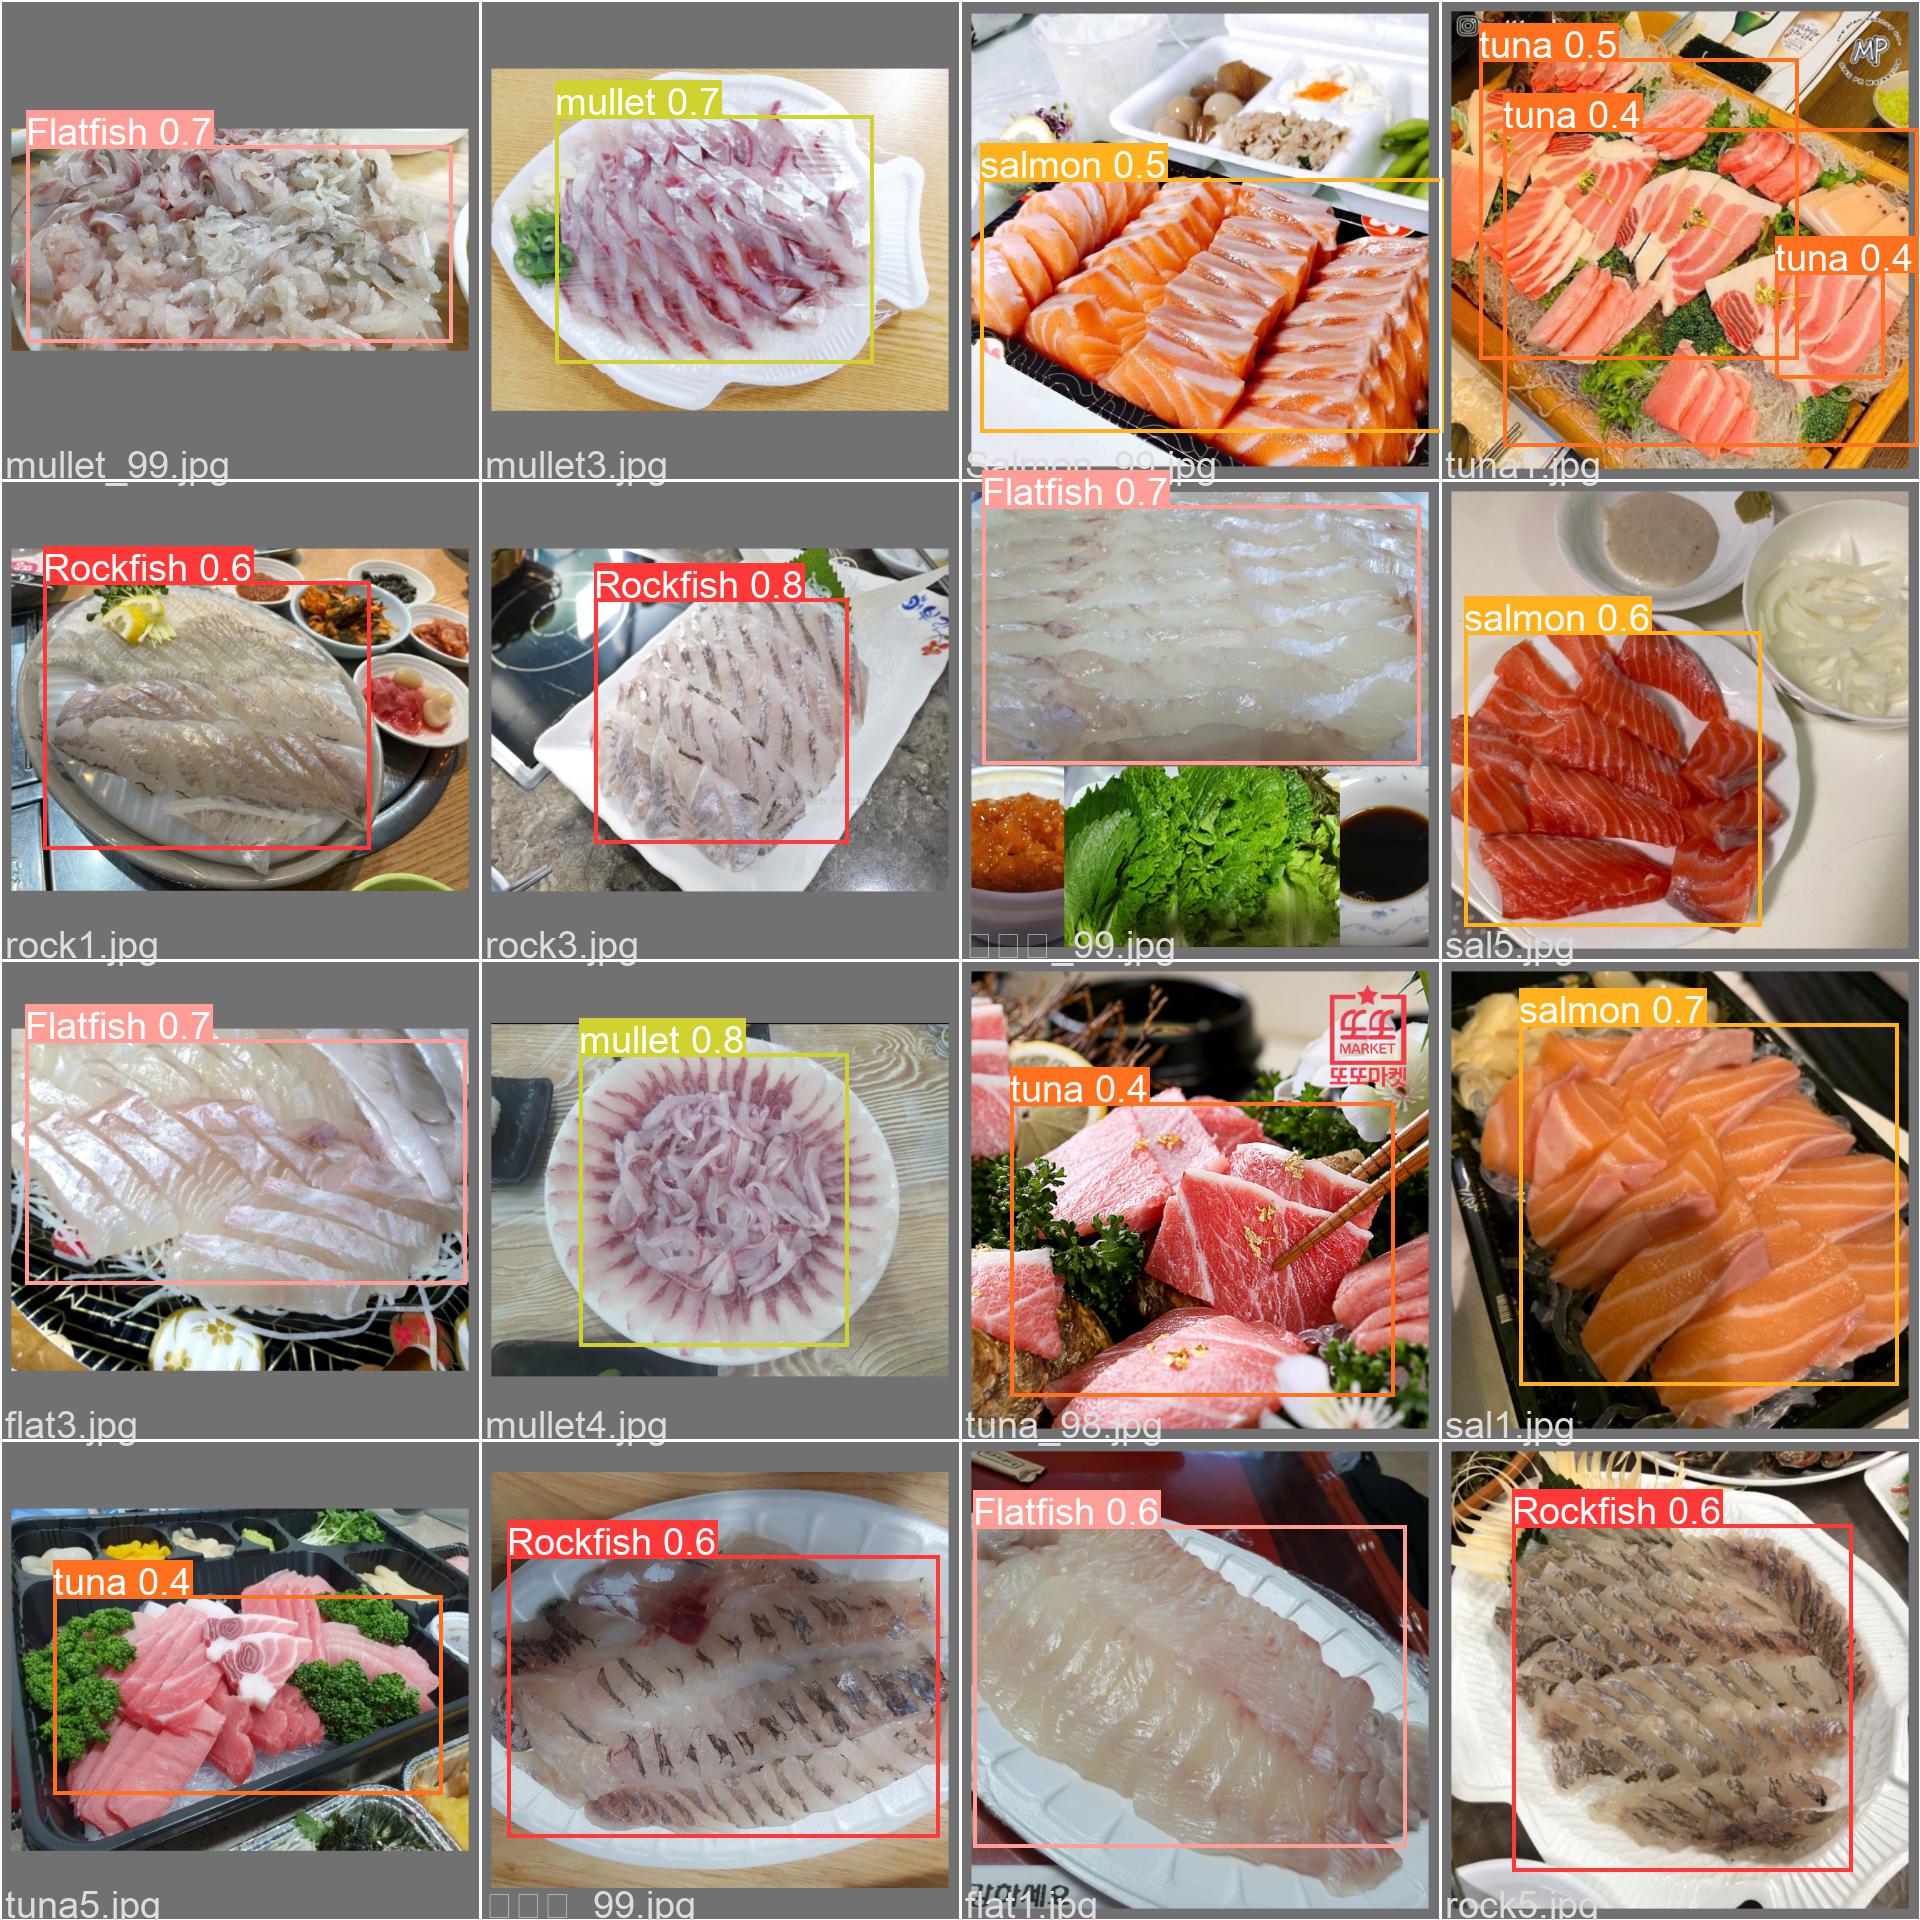 Flatfish 0.7
mullet_99.jpg
mullet 0.7
mullet3.jpg
salmon 0.5
Salmon_99.jpg
tuna 0.5
tuna 0.4
tuna 0.4
MP
tuna1.jpg
Rockfish 0.6
rock1.jpg
Rockfish 0.8
rock3.jpg
Flatfish 0.7
□□□_99.jpg
salmon 0.6
sal5.jpg
Flatfish 0.7
flat3.jpg
mullet 0.8
mullet4.jpg
tuna 0.4
또또
MARKET
또또마켓
tuna_98.jpg
salmon 0.7
sal1.jpg
tuna 0.4
tuna5.jpg
Rockfish 0.6
□□□_99.jpg
Flatfish 0.6
flat1.jpg
Rockfish 0.6
rock5.jpg